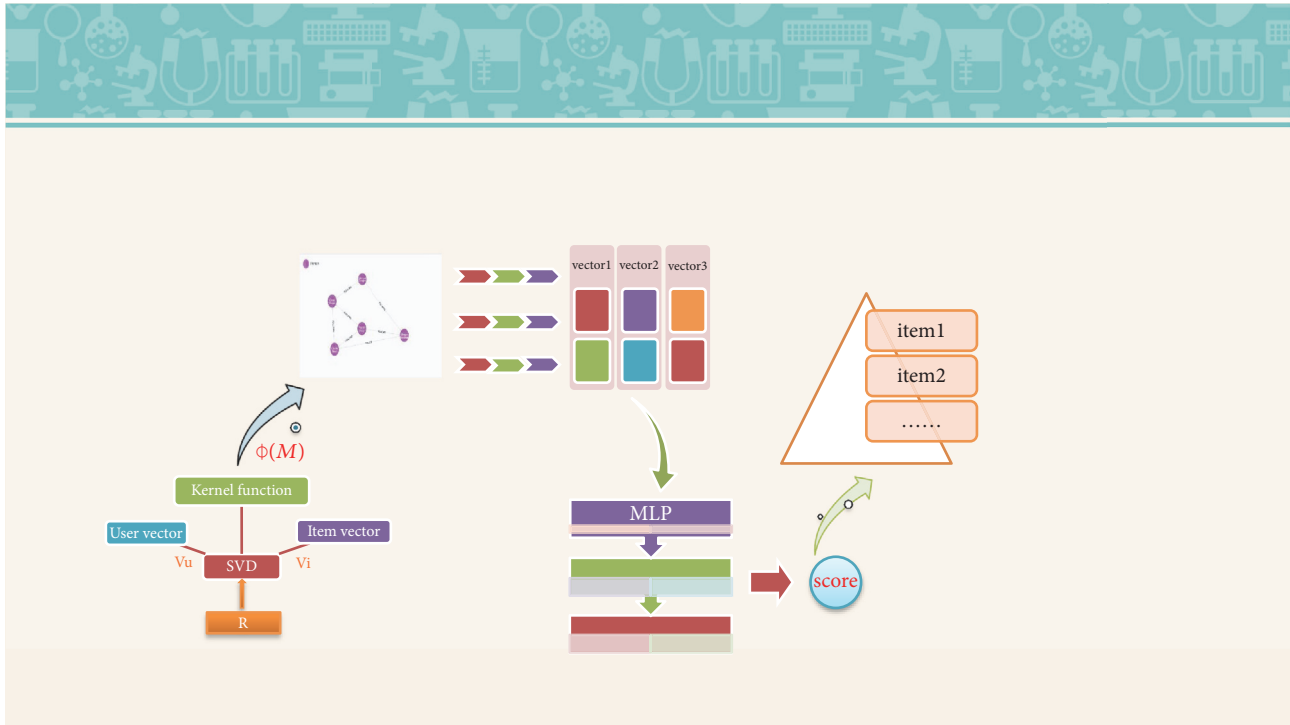 vector1 vector2 vector3
item1
item2
......
Φ(M)
Kernel function
User vector
Item vector
Vu
SVD
Vi
R
MLP
score